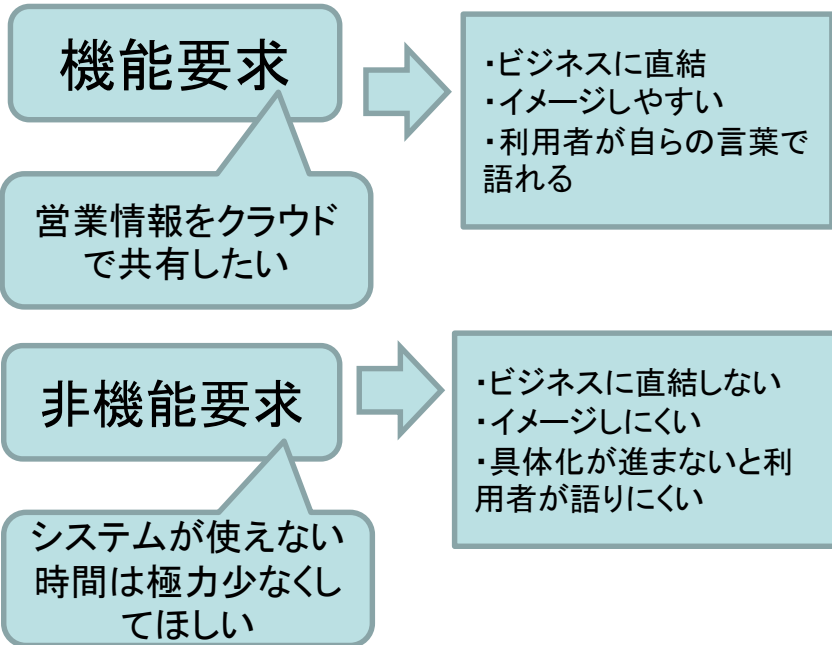 機能要求
・ビジネスに直結
・イメージしやすい
・利用者が自らの言葉で
語れる
営業情報をクラウド
で共有したい
非機能要求
・ビジネスに直結しない
・イメージしにくい
・具体化が進まないと利
用者が語りにくい
システムが使えない
時間は極力少なくし
てほしい